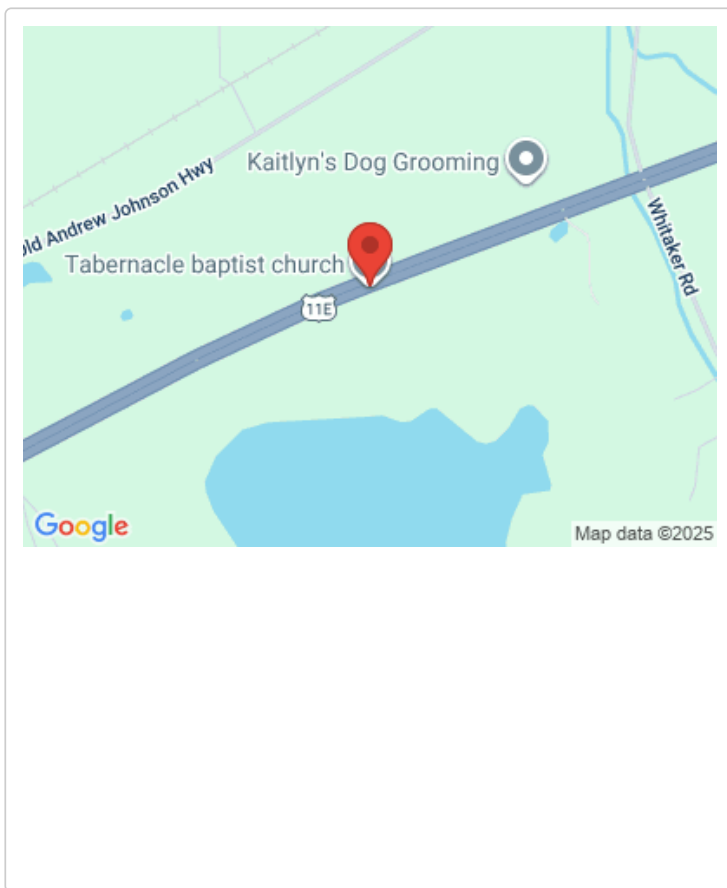 Kaitlyn's Dog Grooming
Old Andrew Johnson Hwy
Whitaker Rd
Tabernacle baptist church
11E
Google
Map data ©2025